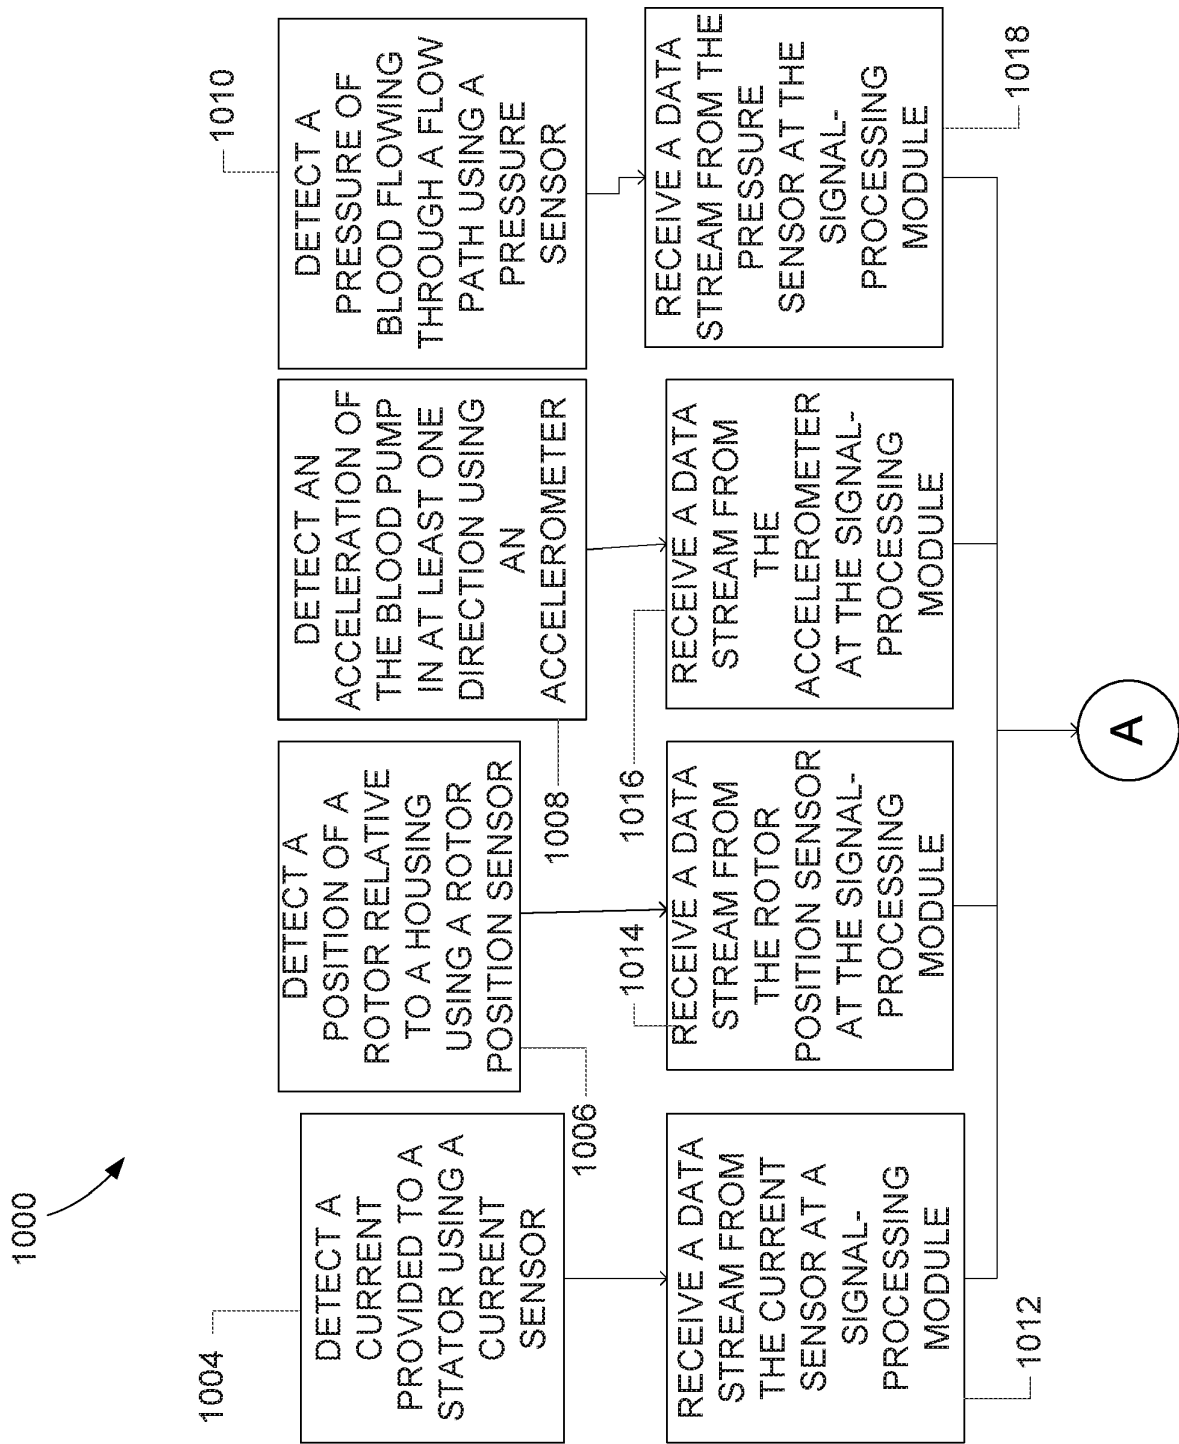 1000
1004
DETECT A
CURRENT
PROVIDED TO A
STATOR USING A
CURRENT
SENSOR
1006
DETECT A
POSITION OF A
ROTOR RELATIVE
TO A HOUSING
USING A ROTOR
POSITION SENSOR
1008
DETECT AN
ACCELERATION OF
THE BLOOD PUMP
IN AT LEAST ONE
DIRECTION USING
AN
ACCELEROMETER
1010
DETECT A
PRESSURE OF
BLOOD FLOWING
THROUGH A FLOW
PATH USING A
PRESSURE
SENSOR
1012
RECEIVE A DATA
STREAM FROM
THE CURRENT
SENSOR AT A
SIGNAL-
PROCESSING
MODULE
1014
RECEIVE A DATA
STREAM FROM
THE ROTOR
POSITION SENSOR
AT THE SIGNAL-
PROCESSING
MODULE
1016
RECEIVE A DATA
STREAM FROM
THE
ACCELEROMETER
AT THE SIGNAL-
PROCESSING
MODULE
1018
RECEIVE A DATA
STREAM FROM THE
PRESSURE
SENSOR AT THE
SIGNAL-
PROCESSING
MODULE
A